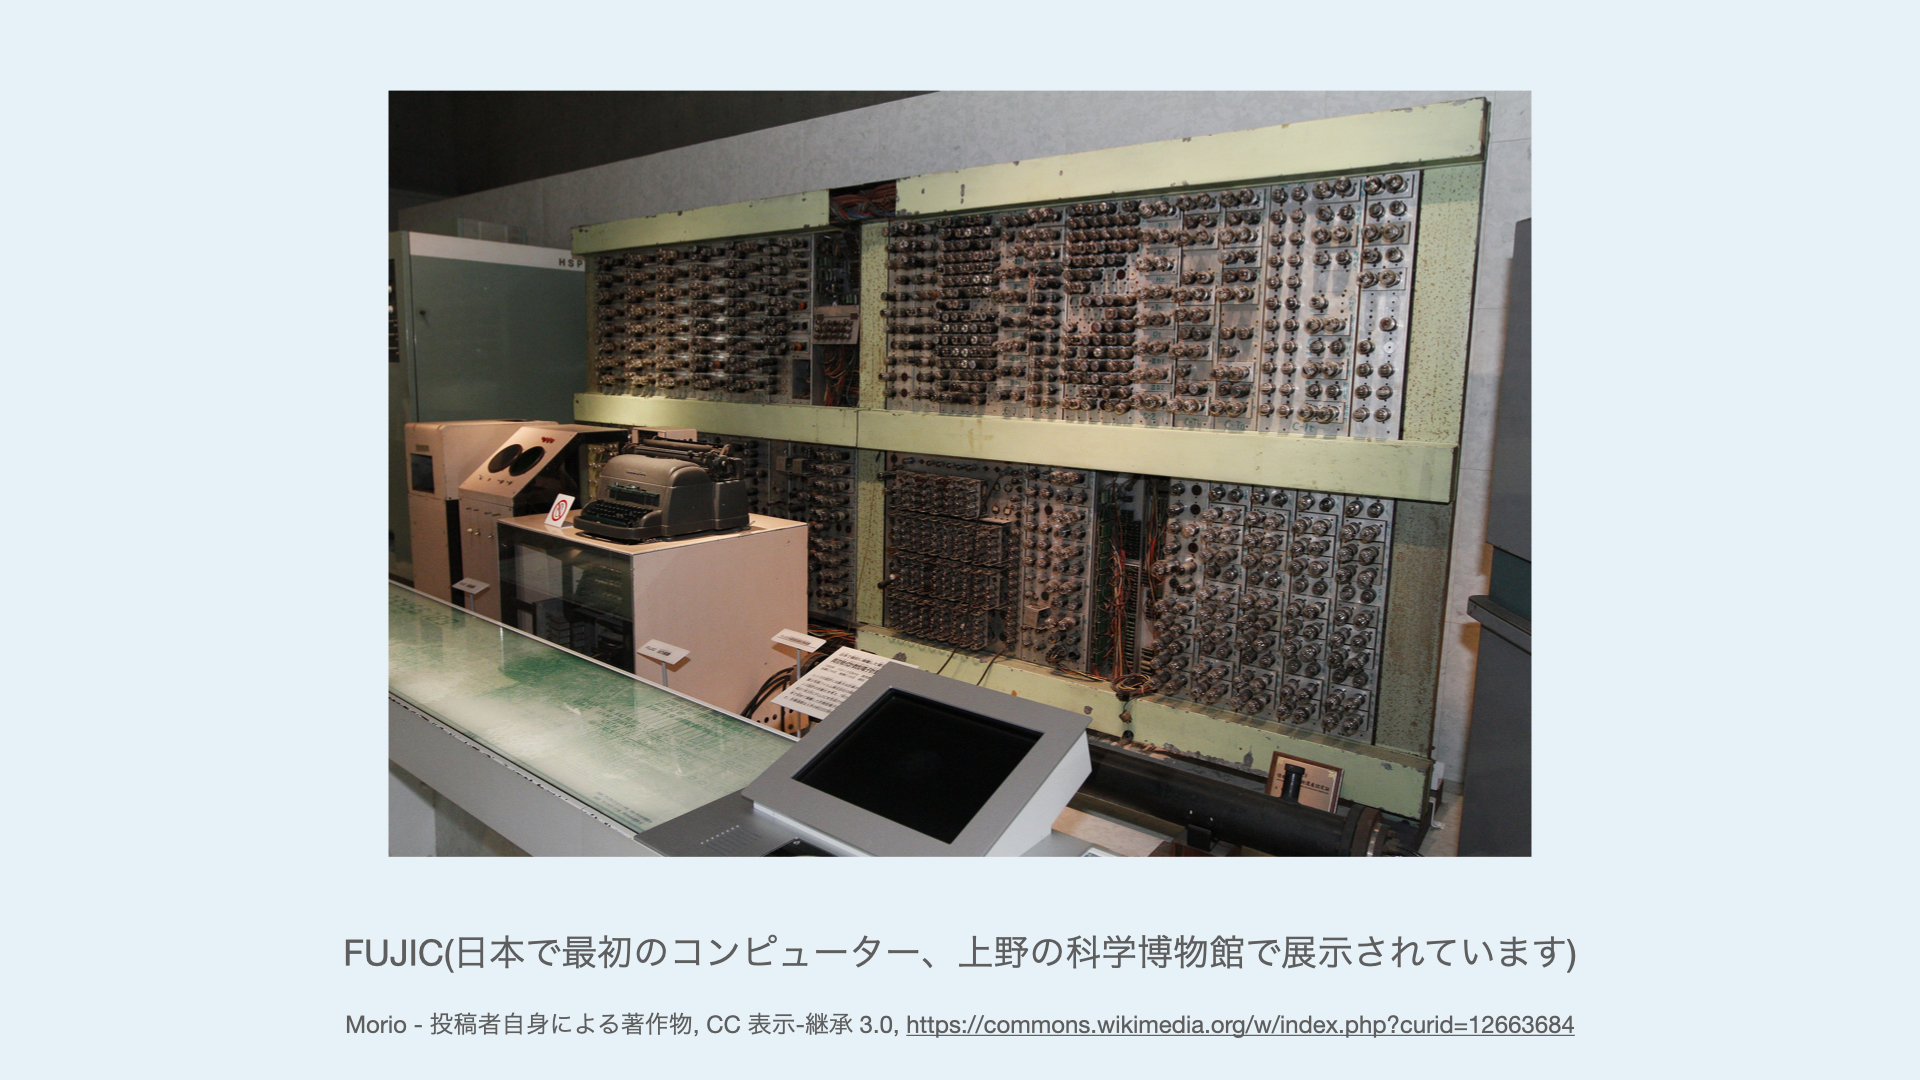 HSP
FUJIC(日本で最初のコンピューター、上野の科学博物館で展示されています)
Morio - 投稿者自身による著作物, CC 表示-継承 3.0, https://commons.wikimedia.org/w/index.php?curid=12663684